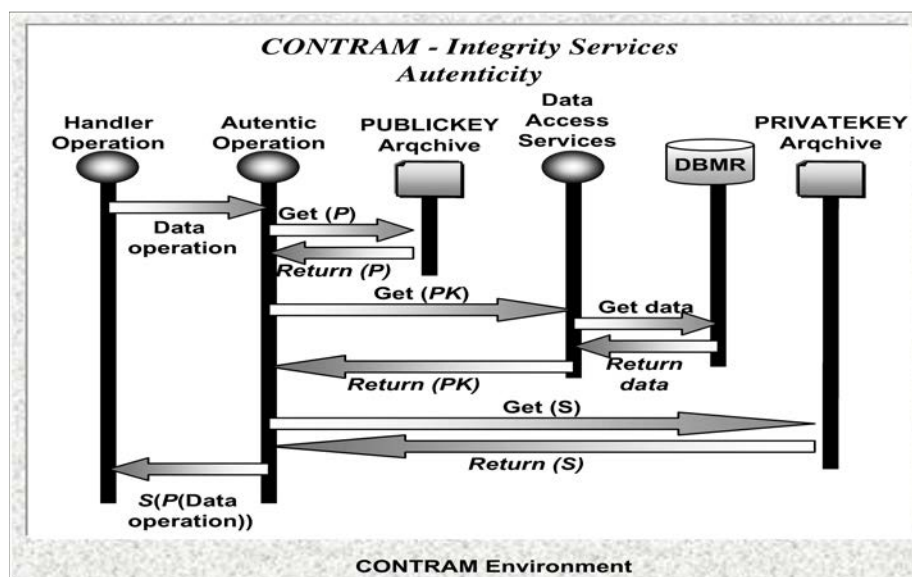 CONTRAM - Integrity Services
Autenticity
Handler
Operation
Autentic
Operation
PUBLICKEY
Arqchive
Data
Access
Services
DBMR
PRIVATEKEY
Arqchive
Data
operation
Get (P)
Return (P)
Get (PK)
Get data
Return
data
Return (PK)
Get (S)
Return (S)
S(P(Data
operation))
CONTRAM Environment